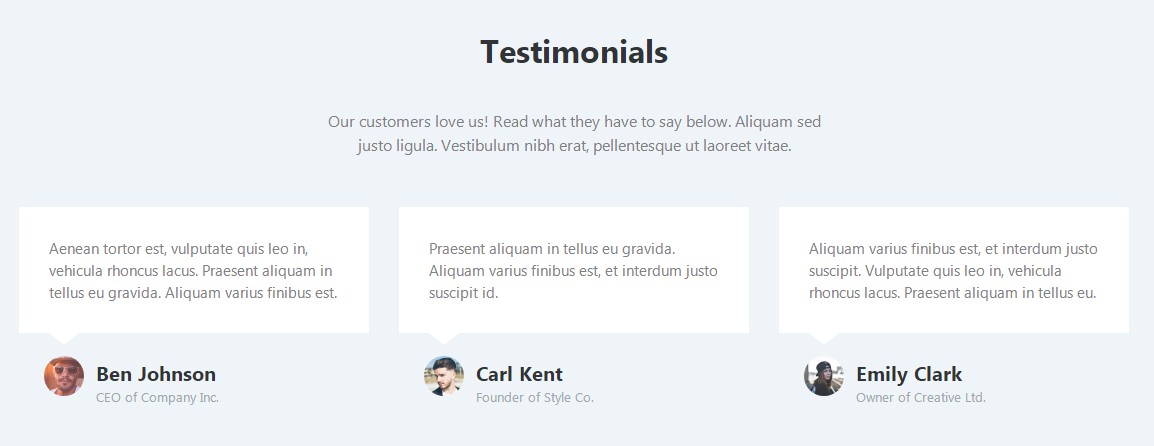 Testimonials
Our customers love us! Read what they have to say below. Aliquam sed
justo ligula. Vestibulum nibh erat, pellentesque ut laoreet vitae.
Aenean tortor est, vulputate quis leo in,
vehicula rhoncus lacus. Praesent aliquam in
tellus eu gravida. Aliquam varius finibus est.
Ben Johnson
CEO of Company Inc.
Praesent aliquam in tellus eu gravida.
Aliquam varius finibus est, et interdum justo
suscipit id.
Carl Kent
Founder of Style Co.
Aliquam varius finibus est, et interdum justo
suscipit. Vulputate quis leo in, vehicula
rhoncus lacus. Praesent aliquam in tellus eu.
Emily Clark
Owner of Creative Ltd.